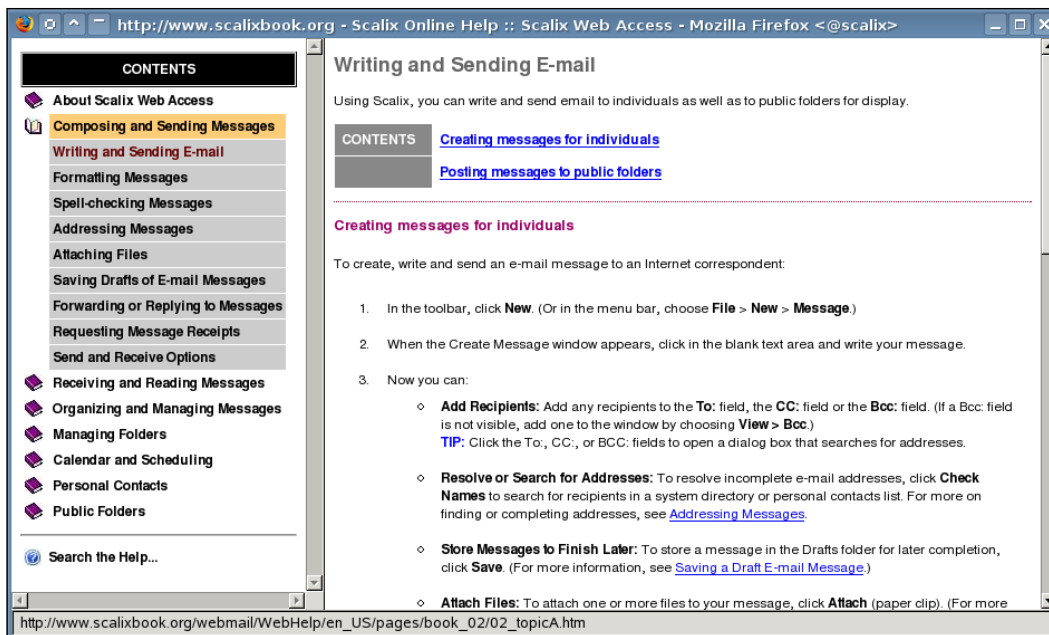 http://www.scalixbook.org - Scalix Online Help :: Scalix Web Access - Mozilla Firefox <@scalix>
CONTENTS
About Scalix Web Access
Composing and Sending Messages
Writing and Sending E-mail
Formatting Messages
Spell-checking Messages
Addressing Messages
Attaching Files
Saving Drafts of E-mail Messages
Forwarding or Replying to Messages
Requesting Message Receipts
Send and Receive Options
Receiving and Reading Messages
Organizing and Managing Messages
Managing Folders
Calendar and Scheduling
Personal Contacts
Public Folders
Search the Help...
Writing and Sending E-mail
Using Scalix, you can write and send email to individuals as well as to public folders for display.
CONTENTS Creating messages for individuals
Posting messages to public folders
Creating messages for individuals
To create, write and send an e-mail message to an Internet correspondent:
1. In the toolbar, click New. (Or in the menu bar, choose File > New > Message.)
2. When the Create Message window appears, click in the blank text area and write your message.
3. Now you can:
Add Recipients: Add any recipients to the To: field, the CC: field or the Bcc: field. (If a Bcc: field
is not visible, add one to the window by choosing View > Bcc.)
TIP: Click the To:, CC:, or BCC: fields to open a dialog box that searches for addresses.
Resolve or Search for Addresses: To resolve incomplete e-mail addresses, click Check
Names to search for recipients in a system directory or personal contacts list. For more on
finding or completing addresses, see Addressing Messages.
Store Messages to Finish Later: To store a message in the Drafts folder for later completion,
click Save. (For more information, see Saving a Draft E-mail Message.)
Attach Files: To attach one or more files to your message, click Attach (paper clip). (For more
http://www.scalixbook.org/webmail/WebHelp/en_US/pages/book_02/02_topicA.htm